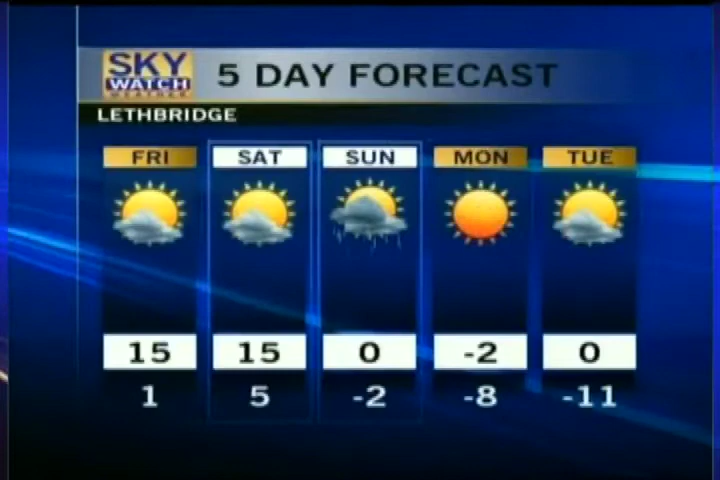 SKY
WATCH
WEATHER
5 DAY FORECAST
LETHBRIDGE
FRI SAT SUN MON TUE
15 15 0 -2 0
1 5 -2 -8 -11